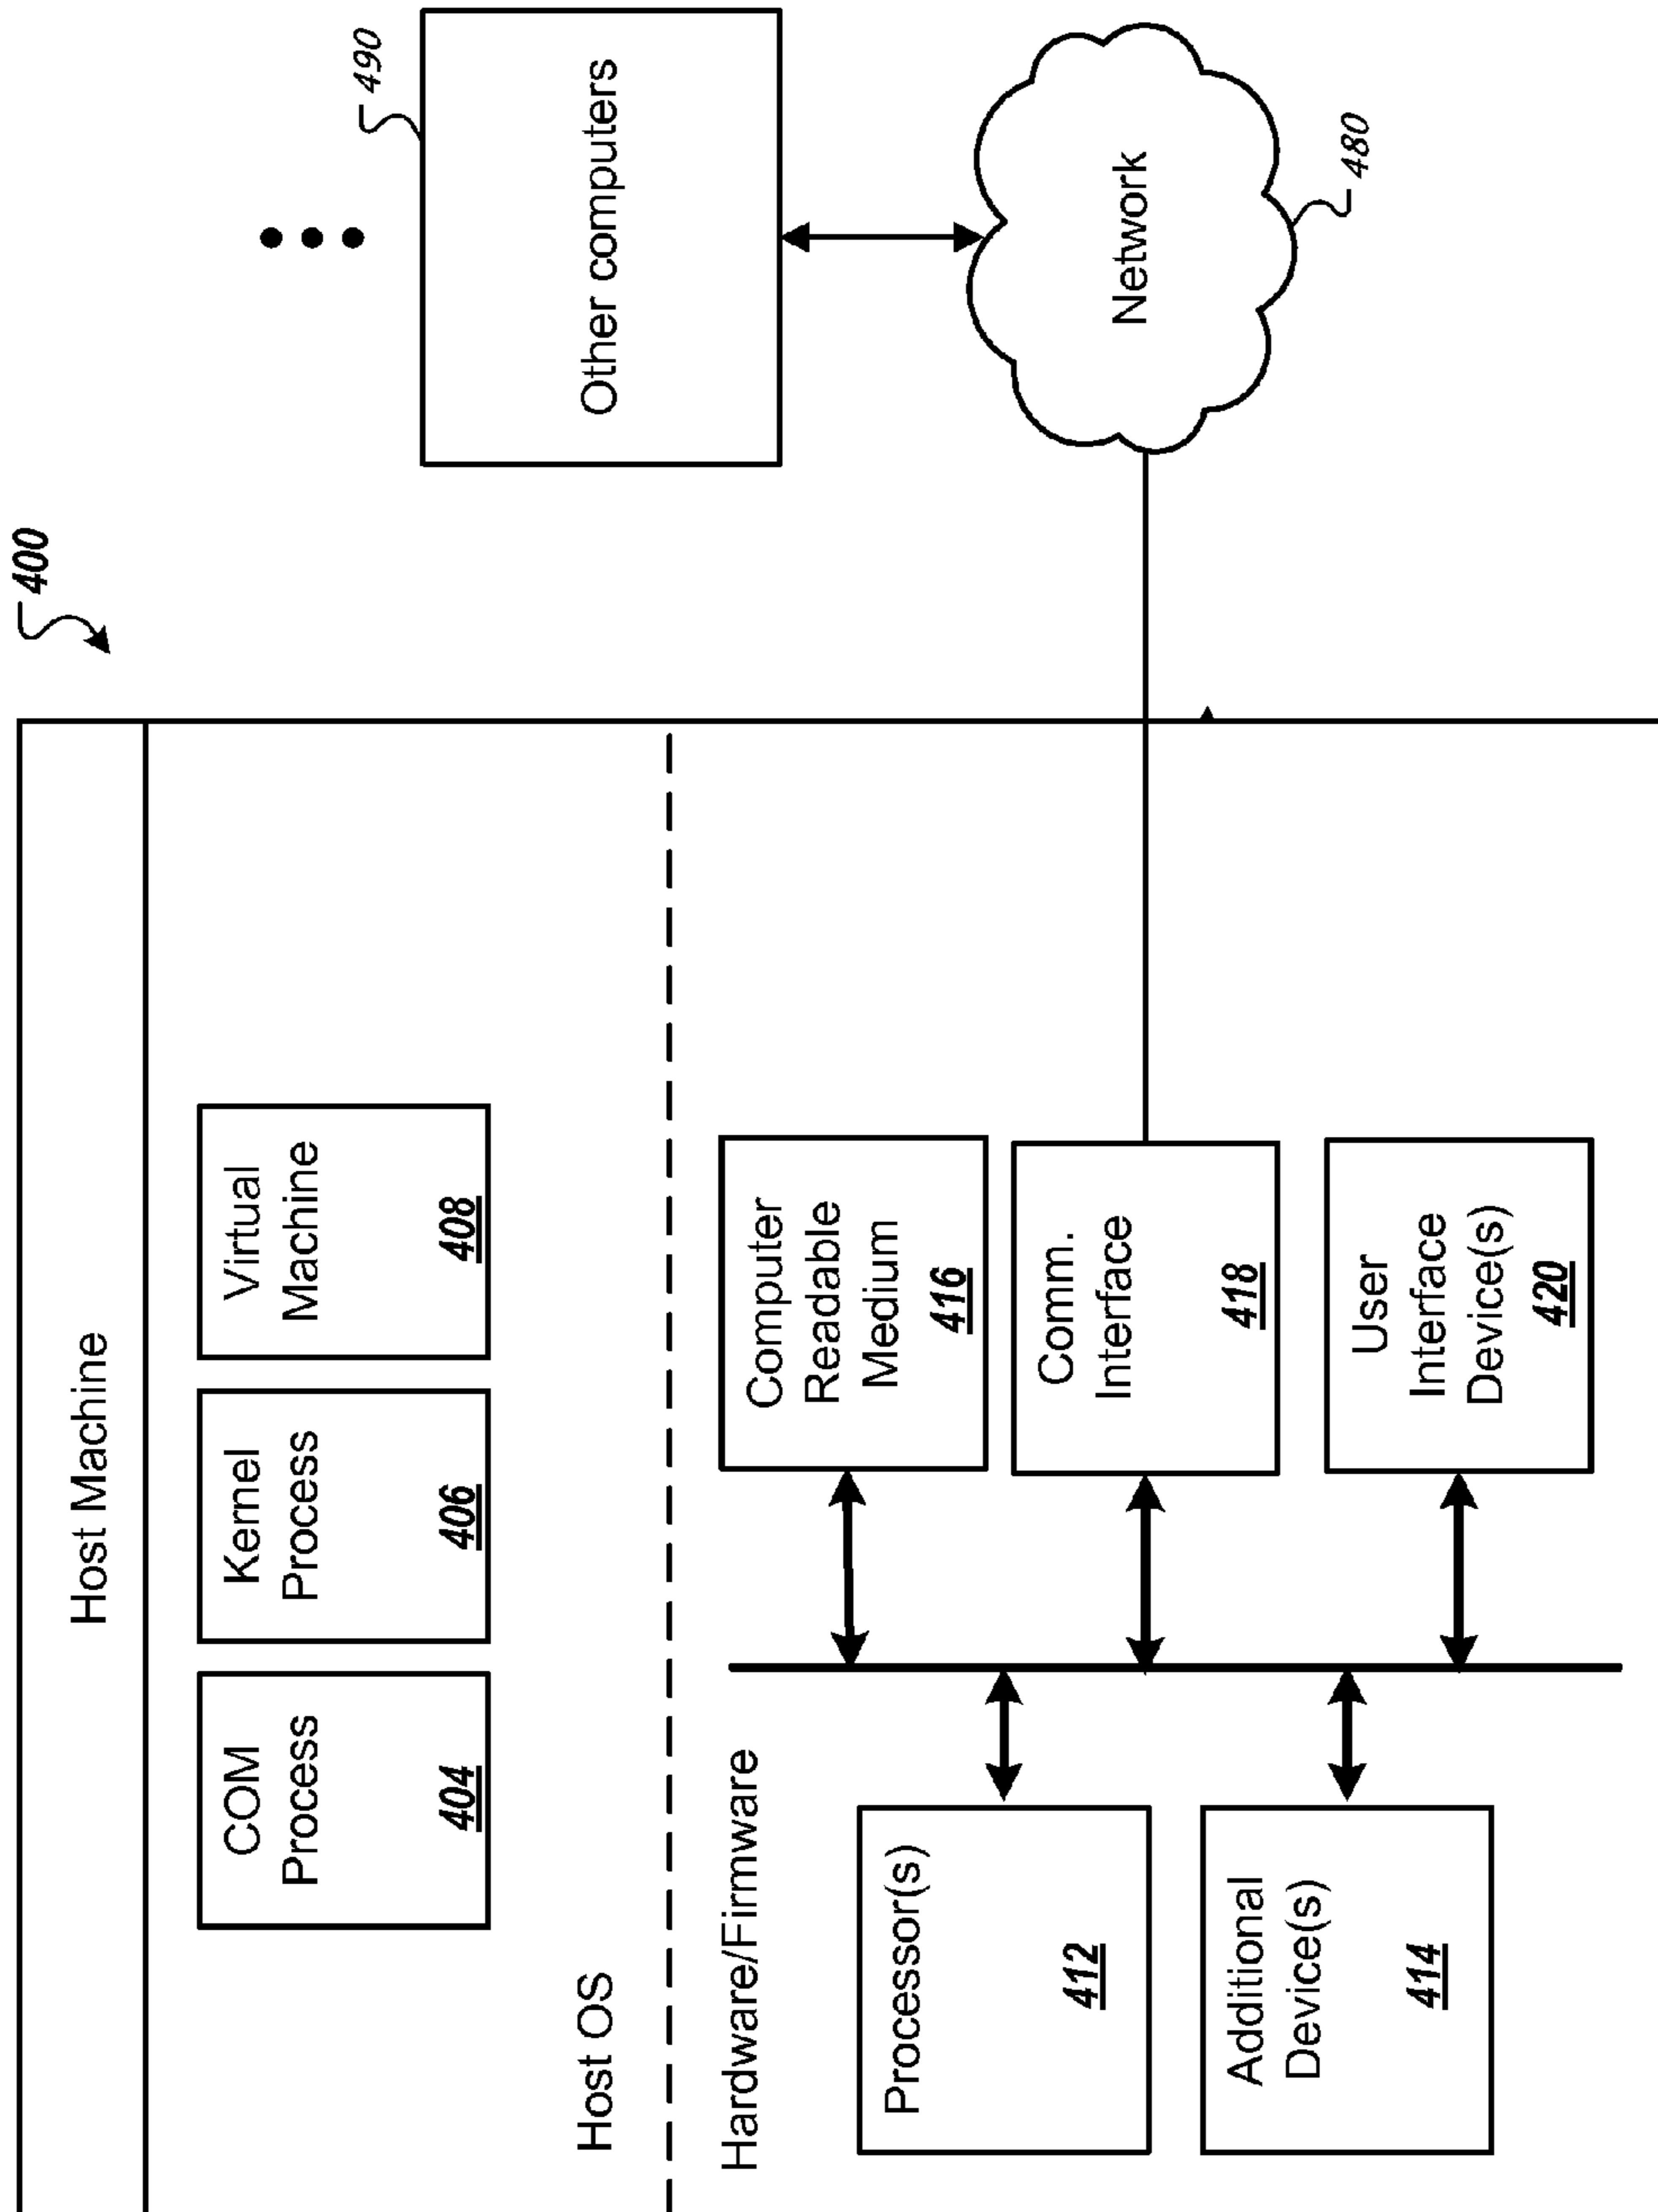 400
Host Machine
COM
Process
404
Kernel
Process
406
Virtual
Machine
408
Host OS
Hardware/Firmware
Processor(s)
412
Additional
Device(s)
414
Computer
Readable
Medium
416
Comm.
Interface
418
User
Interface
Device(s)
420
490
Other computers
Network
480